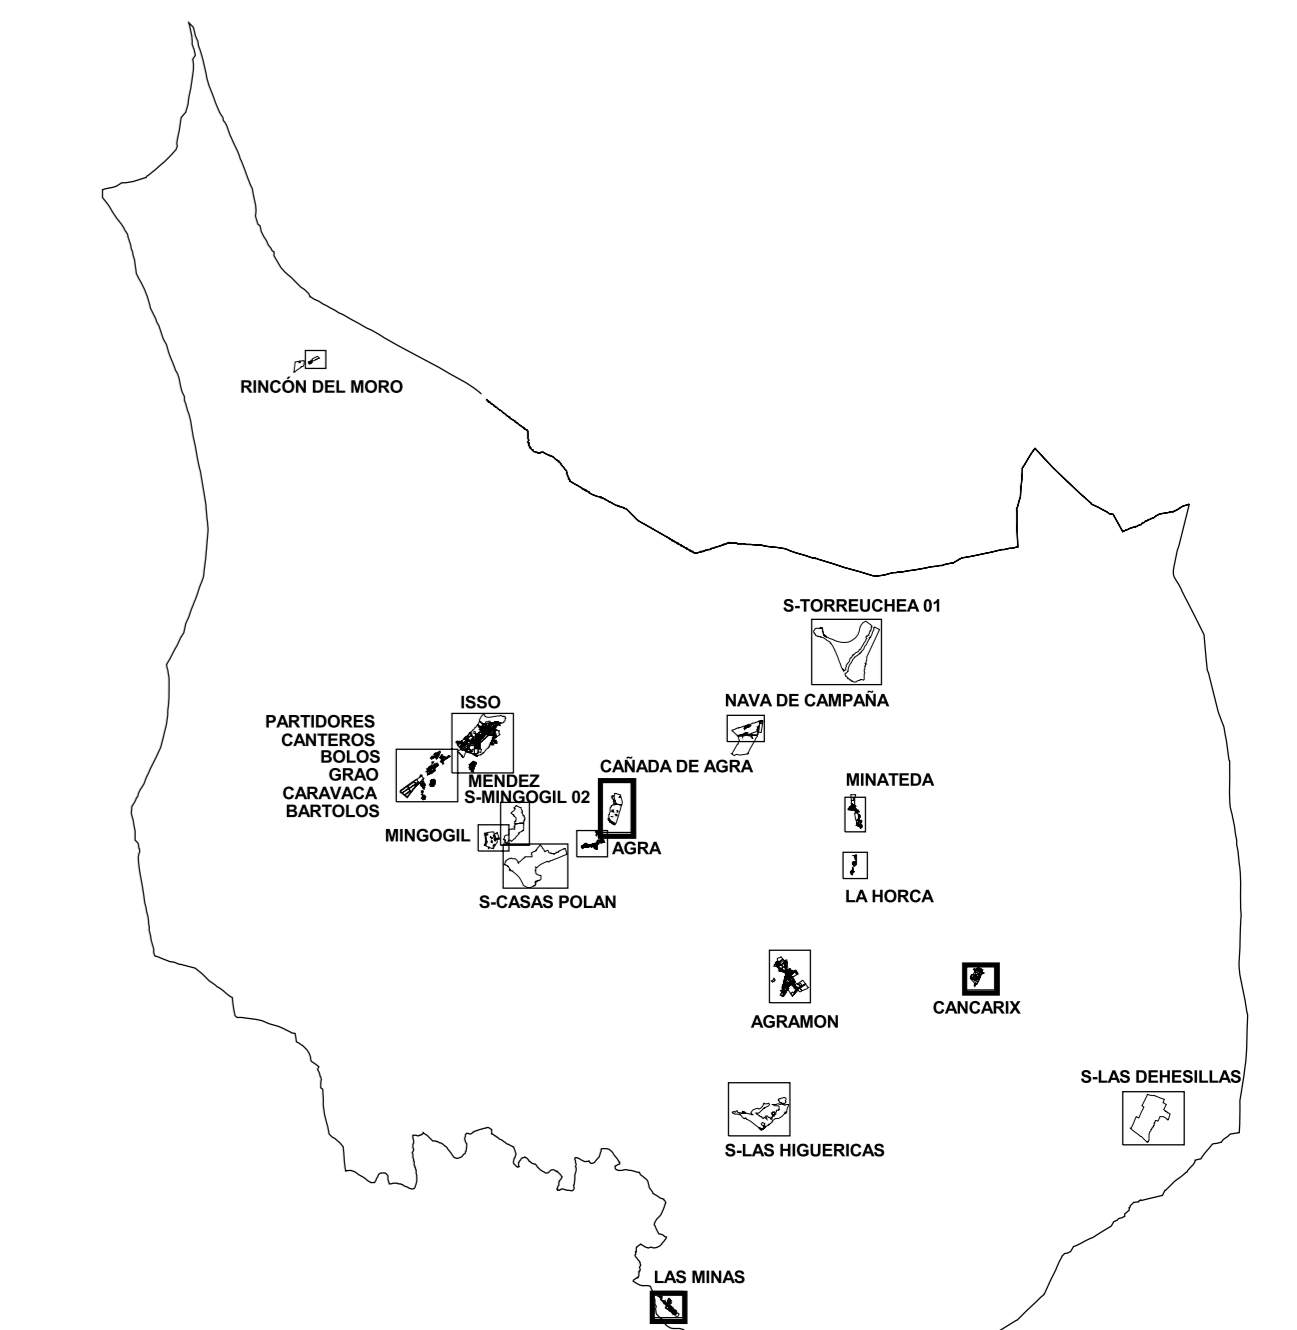 RINCÓN DEL MORO
S-TORREUCHEA 01
NAVA DE CAMPAÑA
ISSO
PARTIDORES
CANTEROS
BOLOS
GRAO
CARAVACA
BARTOLOS
CAÑADA DE AGRA
MENDEZ
S-MINGOGIL 02
MINATEDA
MINGOGIL
AGRA
LA HORCA
S-CASAS POLAN
CANCARIX
AGRAMON
S-LAS DEHESILLAS
S-LAS HIGUERICAS
LAS MINAS